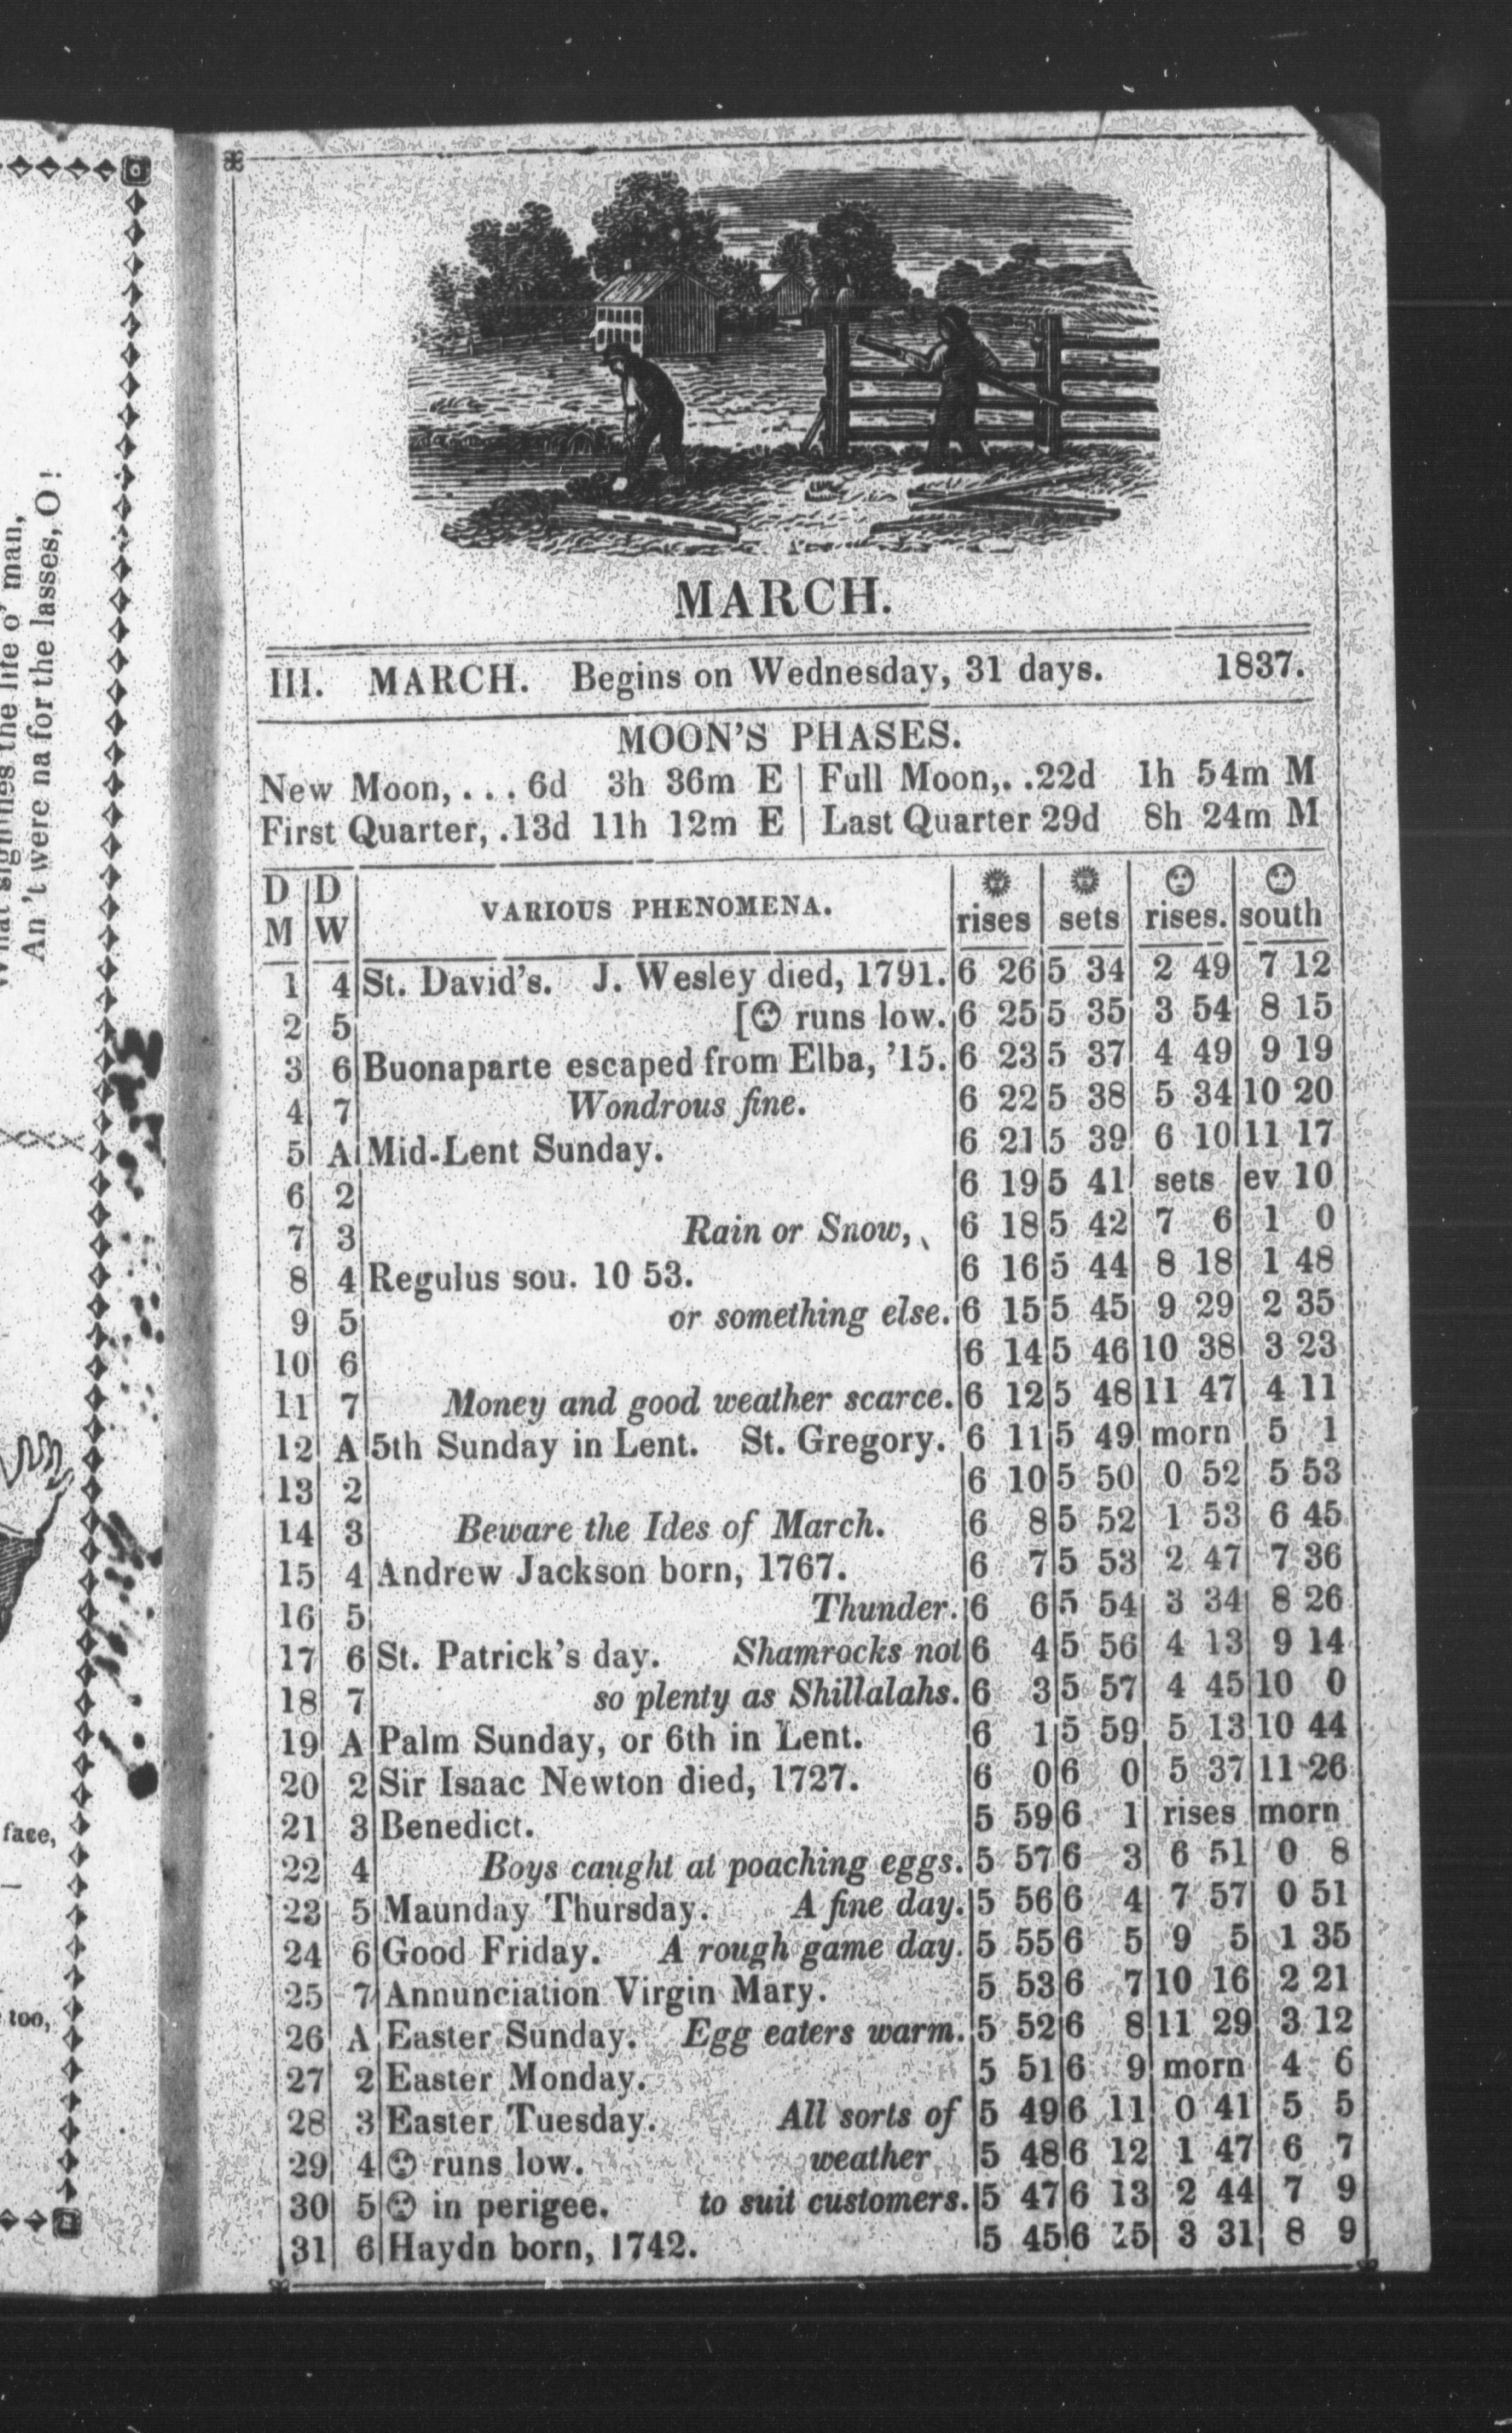 What signifies the life o' man,
An 't were na for the lasses, O!
face,
too,
MARCH.
III. MARCH. Begins on Wednesday, 31 days. 1837.
MOON'S PHASES.
New Moon, . . . 6d 3h 36m E | Full Moon,. .22d 1h 54m M
First Quarter, .13d 11h 12m E | Last Quarter 29d 8h 24m M
D M D W VARIOUS PHENOMENA. rises sets rises. south
1 4 St. David's. J. Wesley died, 1791. 6 26 5 34 2 49 7 12
2 5 [ runs low. 6 25 5 35 3 54 8 15
3 6 Buonaparte escaped from Elba, '15. 6 23 5 37 4 49 9 19
4 7 Wondrous fine. 6 22 5 38 5 34 10 20
5 A Mid-Lent Sunday. 6 21 5 39 6 10 11 17
6 2 6 19 5 41 sets ev 10
7 3 Rain or Snow, 6 18 5 42 7 6 1 0
8 4 Regulus sou. 10 53. 6 16 5 44 8 18 1 48
9 5 or something else. 6 15 5 45 9 29 2 35
10 6 6 14 5 46 10 38 3 23
11 7 Money and good weather scarce. 6 12 5 48 11 47 4 11
12 A 5th Sunday in Lent. St. Gregory. 6 11 5 49 morn 5 1
13 2 6 10 5 50 0 52 5 53
14 3 Beware the Ides of March. 6 8 5 52 1 53 6 45
15 4 Andrew Jackson born, 1767. 6 7 5 53 2 47 7 36
16 5 Thunder. 6 6 5 54 3 34 8 26
17 6 St. Patrick's day. Shamrocks not 6 4 5 56 4 13 9 14
18 7 so plenty as Shillalahs. 6 3 5 57 4 45 10 0
19 A Palm Sunday, or 6th in Lent. 6 1 5 59 5 13 10 44
20 2 Sir Isaac Newton died, 1727. 6 0 6 0 5 37 11 26
21 3 Benedict. 5 59 6 1 rises morn
22 4 Boys caught at poaching eggs. 5 57 6 3 6 51 0 8
23 5 Maunday Thursday. A fine day. 5 56 6 4 7 57 0 51
24 6 Good Friday. A rough game day. 5 55 6 5 9 5 1 35
25 7 Annunciation Virgin Mary. 5 53 6 7 10 16 2 21
26 A Easter Sunday. Egg eaters warm. 5 52 6 8 11 29 3 12
27 2 Easter Monday. 5 51 6 9 morn 4 6
28 3 Easter Tuesday. All sorts of 5 49 6 11 0 41 5 5
29 4 runs low. weather 5 48 6 12 1 47 6 7
30 5 in perigee. to suit customers. 5 47 6 13 2 44 7 9
31 6 Haydn born, 1742. 5 45 6 15 3 31 8 9